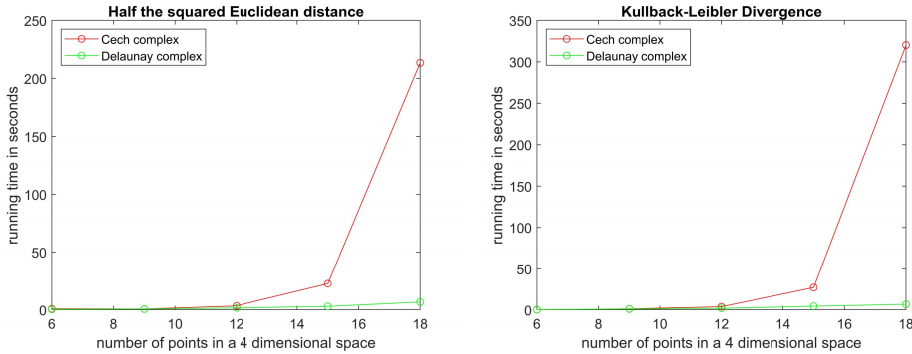 Half the squared Euclidean distance
250
200
150
100
50
0
running time in seconds
Cech complex
Delaunay complex
6 8 10 12 14 16 18
number of points in a 4 dimensional space
Kullback-Leibler Divergence
350
300
250
200
150
100
50
0
running time in seconds
Cech complex
Delaunay complex
6 8 10 12 14 16 18
number of points in a 4 dimensional space